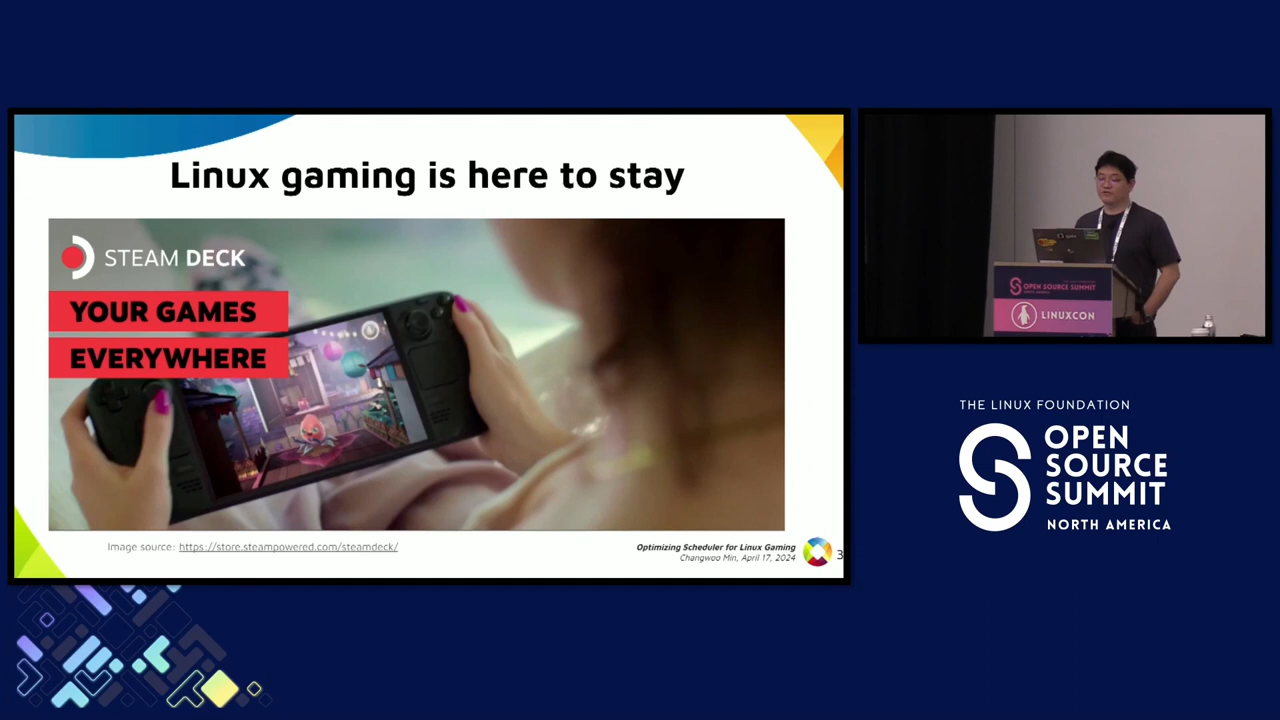 Linux gaming is here to stay
STEAM DECK
YOUR GAMES
EVERYWHERE
Image source: https://store.steampowered.com/steamdeck/
Optimizing Scheduler for Linux Gaming
Changwoo Min, April 17, 2024
3
OPEN SOURCE SUMMIT
LINUXCON
THE LINUX FOUNDATION
OPEN
SOURCE
SUMMIT
NORTH AMERICA